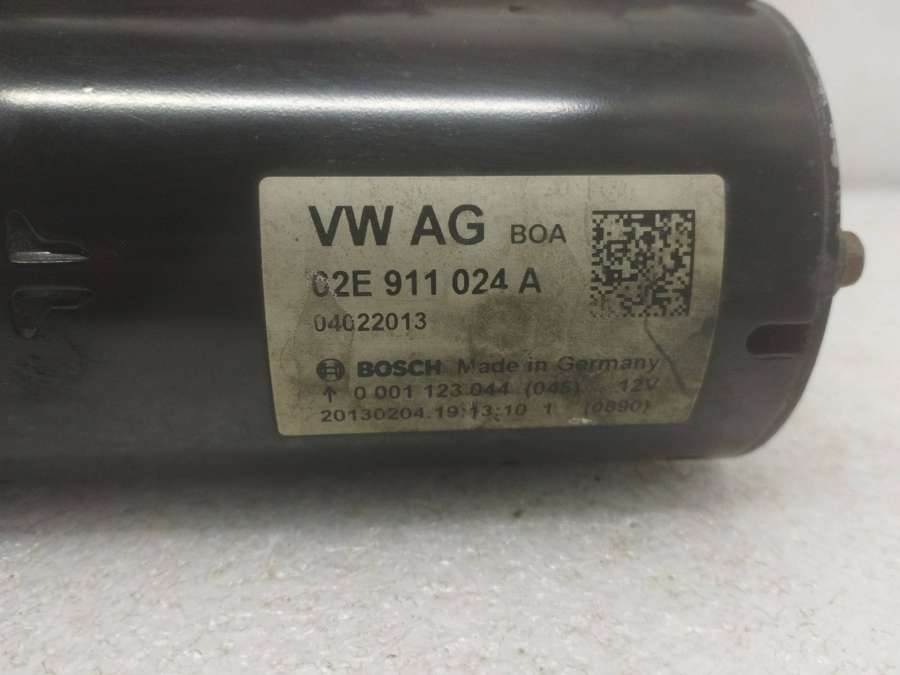 VW AG BOA
02E 911 024 A
04022013
BOSCH Made in Germany
↑ 0 001 123 044 (045) 12V
20130204.19:13:10 1 (0890)